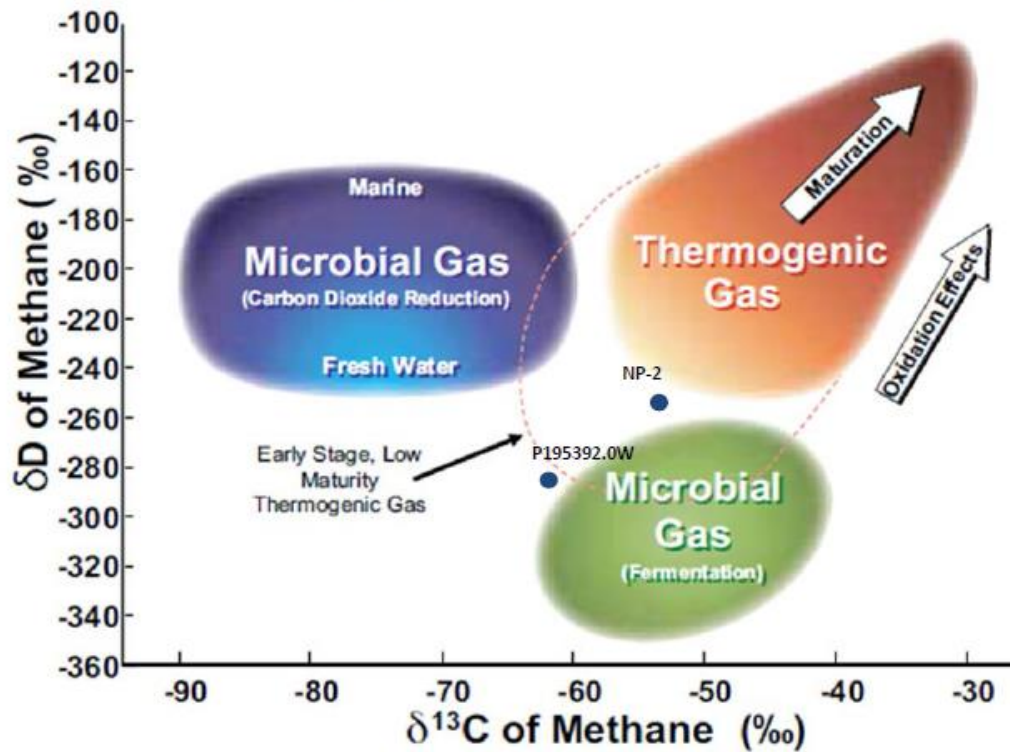 δD of Methane ( ‰)
-100
-120
-140
-160
-180
-200
-220
-240
-260
-280
-300
-320
-340
-360
Marine
Microbial Gas
(Carbon Dioxide Reduction)
Fresh Water
Thermogenic
Gas
Maturation
Oxidation Effects
NP-2
P195392.0W
Early Stage, Low
Maturity
Thermogenic Gas
Microbial
Gas
(Fermentation)
-90
-80
-70
-60
-50
-40
-30
δ¹³C of Methane (‰)